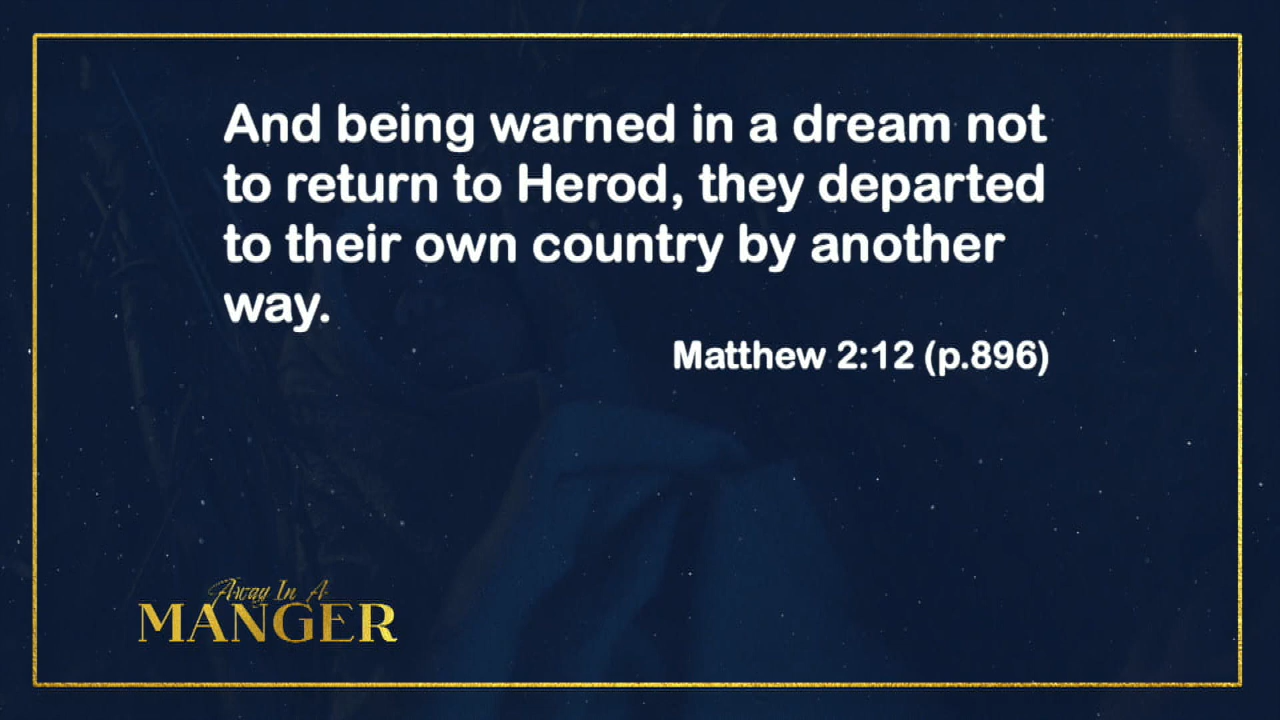 And being warned in a dream not
to return to Herod, they departed
to their own country by another
way.
Matthew 2:12 (p.896)
Away In A
MANGER